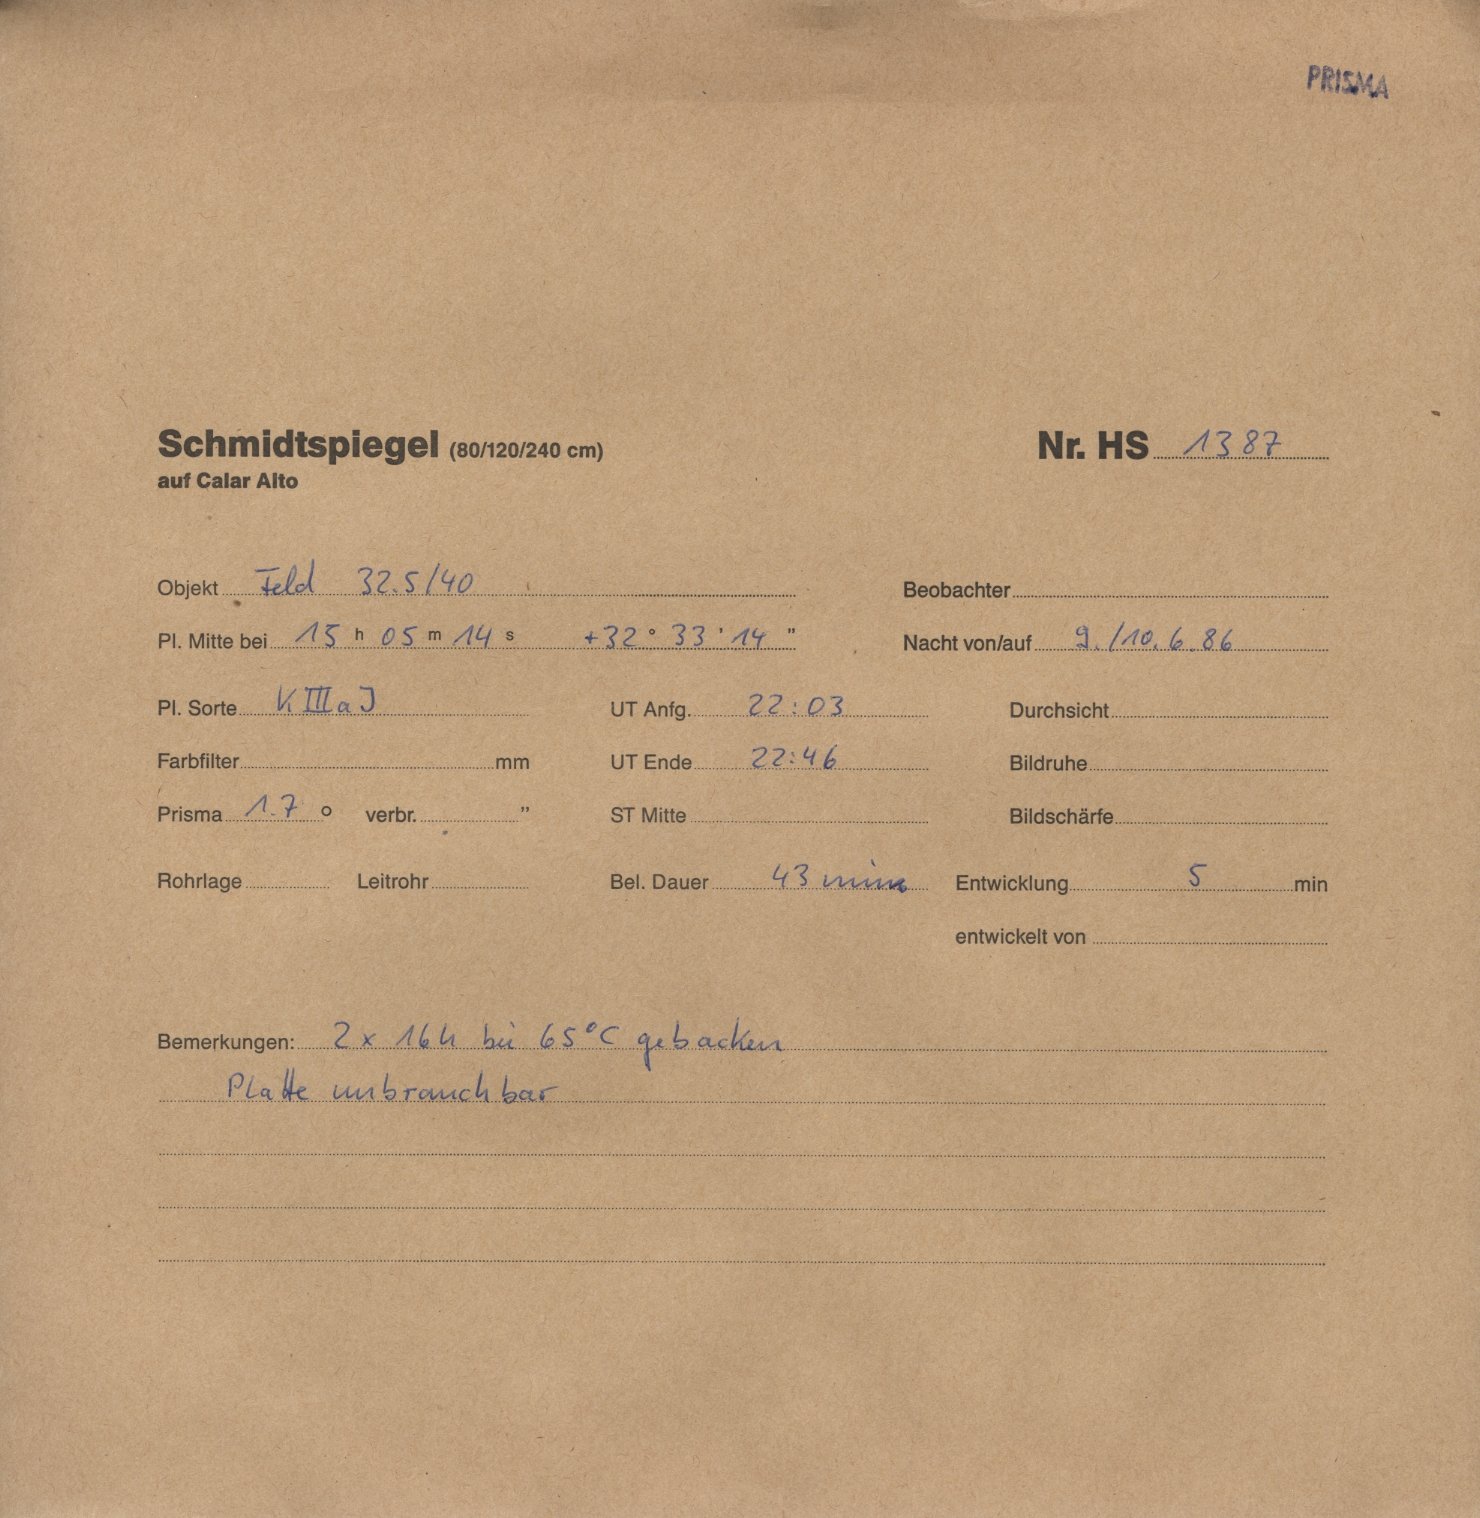 PRISMA
Schmidtspiegel (80/120/240 cm)
auf Calar Alto
Nr. HS 1387
Objekt Feld 32.5/40
Beobachter
Pl. Mitte bei 15 h 05 m 14 s +32 ° 33 ' 14 "
Nacht von/auf 9./10.6.86
Pl. Sorte K IIIaJ UT Anfg. 22:03 Durchsicht
Farbfilter mm UT Ende 22:46 Bildruhe
Prisma 1.7 ° verbr. " ST Mitte Bildschärfe
Rohrlage Leitrohr Bel. Dauer 43 min Entwicklung 5 min
entwickelt von
Bemerkungen: 2 x 16h bei 65°C gebacken
Platte unbrauchbar